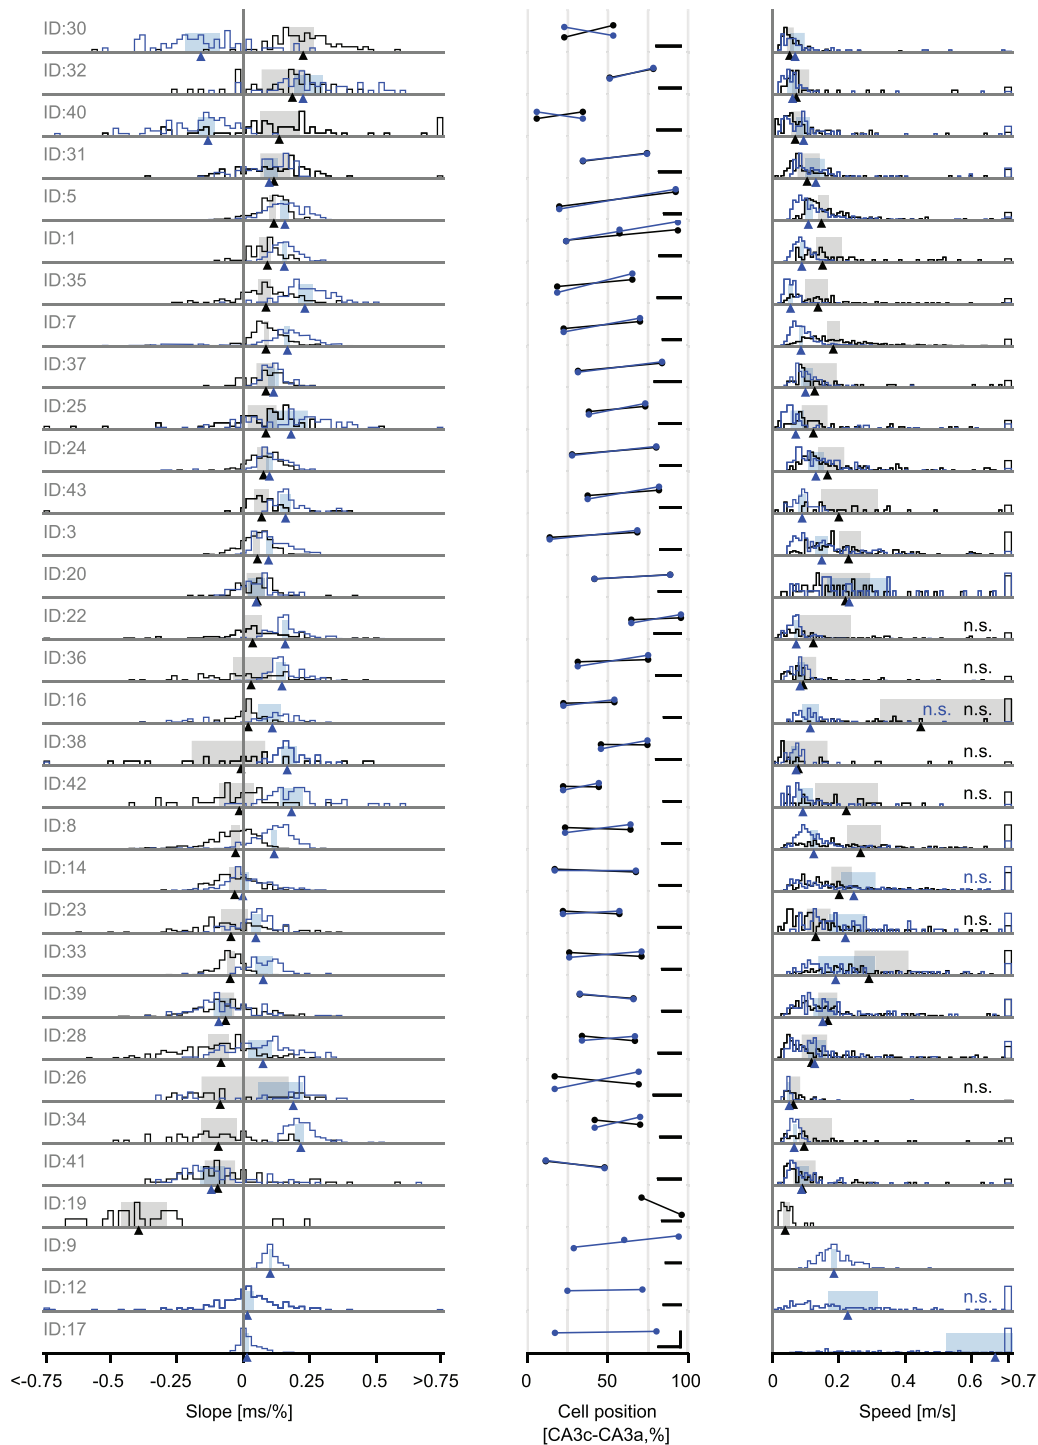 ID:30
ID:32
ID:40
ID:31
ID:5
ID:1
ID:35
ID:7
ID:37
ID:25
ID:24
ID:43
ID:3
ID:20
ID:22 n.s.
ID:36 n.s.
ID:16 n.s. n.s.
ID:38 n.s.
ID:42 n.s.
ID:8
ID:14 n.s.
ID:23 n.s.
ID:33
ID:39
ID:28
ID:26 n.s.
ID:34
ID:41
ID:19
ID:9
ID:12 n.s.
ID:17
<-0.75 -0.5 -0.25 0 0.25 0.5 >0.75 0 50 100 0 0.2 0.4 0.6 >0.7
Slope [ms/%] Cell position Speed [m/s]
[CA3c-CA3a,%]